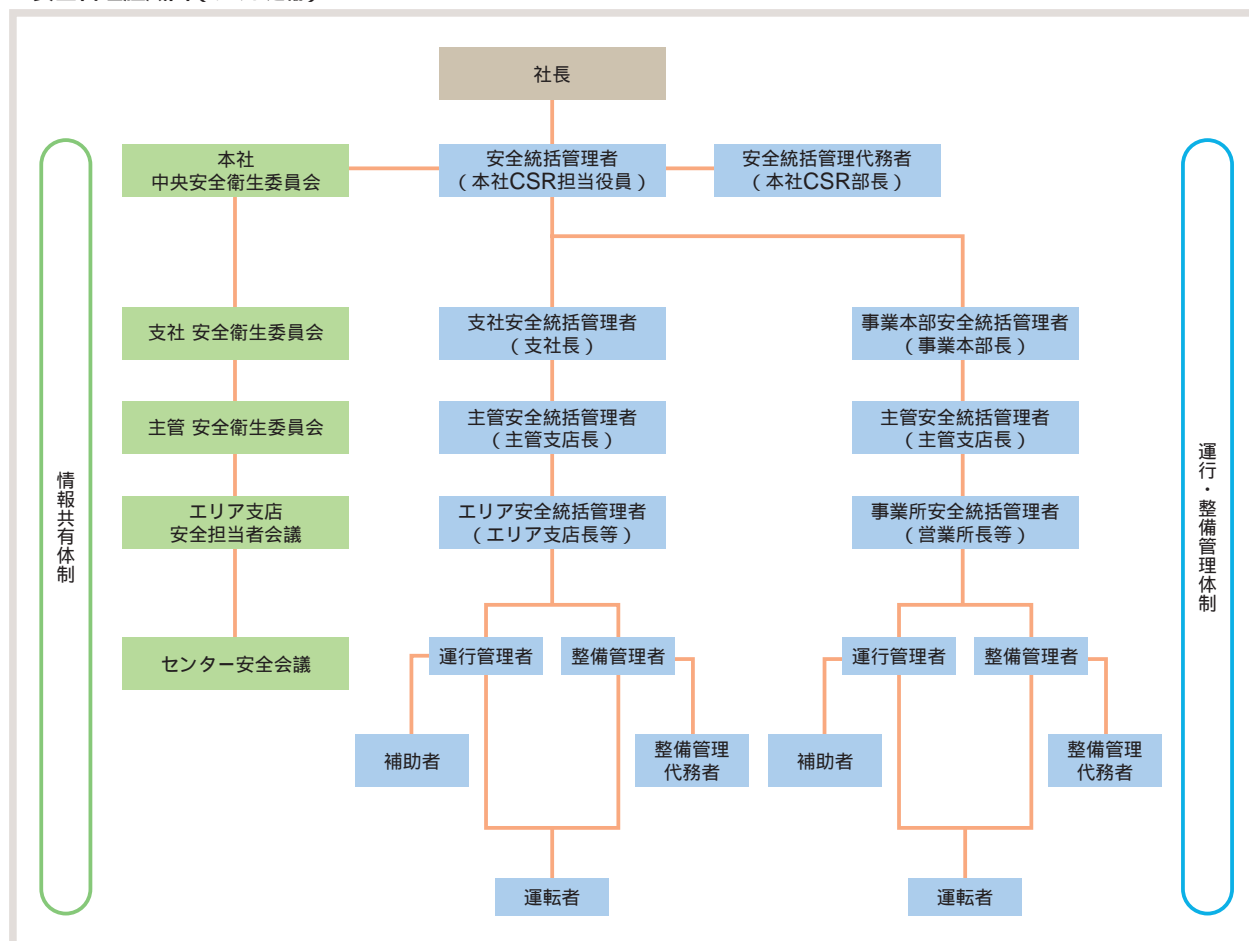 社長
本社
中央安全衛生委員会
安全統括管理者
(本社CSR担当役員)
安全統括管理代務者
(本社CSR部長)
支社 安全衛生委員会
支社安全統括管理者
(支社長)
事業本部安全統括管理者
(事業本部長)
主管 安全衛生委員会
主管安全統括管理者
(主管支店長)
主管安全統括管理者
(主管支店長)
エリア支店
安全担当者会議
エリア安全統括管理者
(エリア支店長等)
事業所安全統括管理者
(営業所長等)
センター安全会議
運行管理者
整備管理者
運行管理者
整備管理者
補助者
整備管理
代務者
補助者
整備管理
代務者
運転者
運転者
情報共有体制
運行・整備管理体制